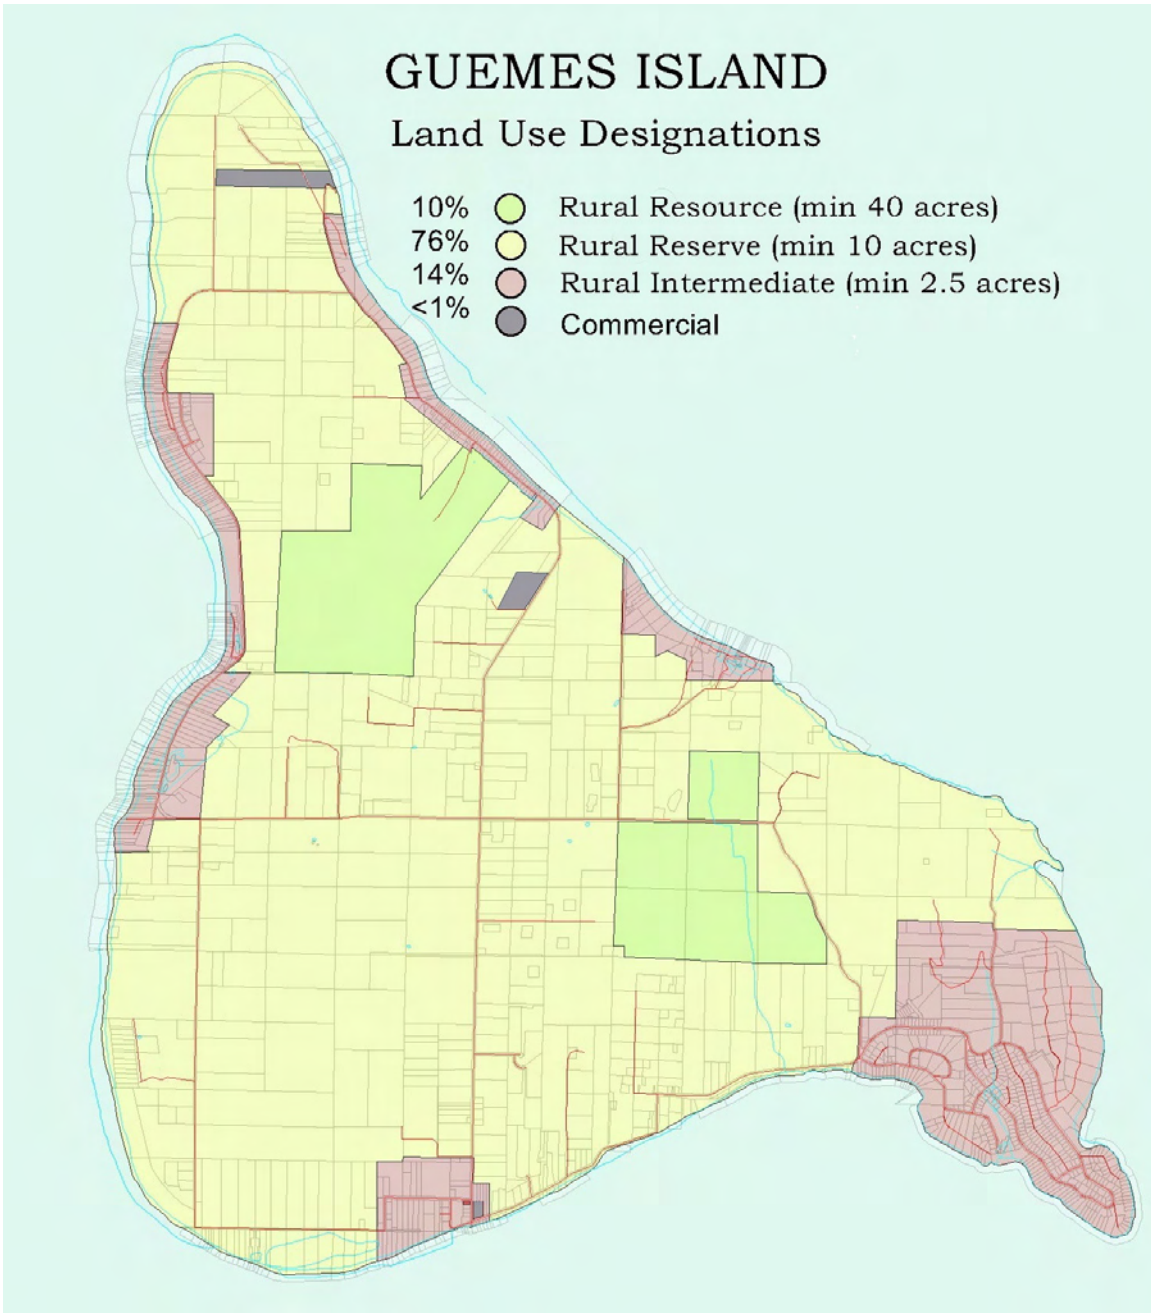 GUEMES ISLAND
Land Use Designations
10% Rural Resource (min 40 acres)
76% Rural Reserve (min 10 acres)
14% Rural Intermediate (min 2.5 acres)
<1% Commercial